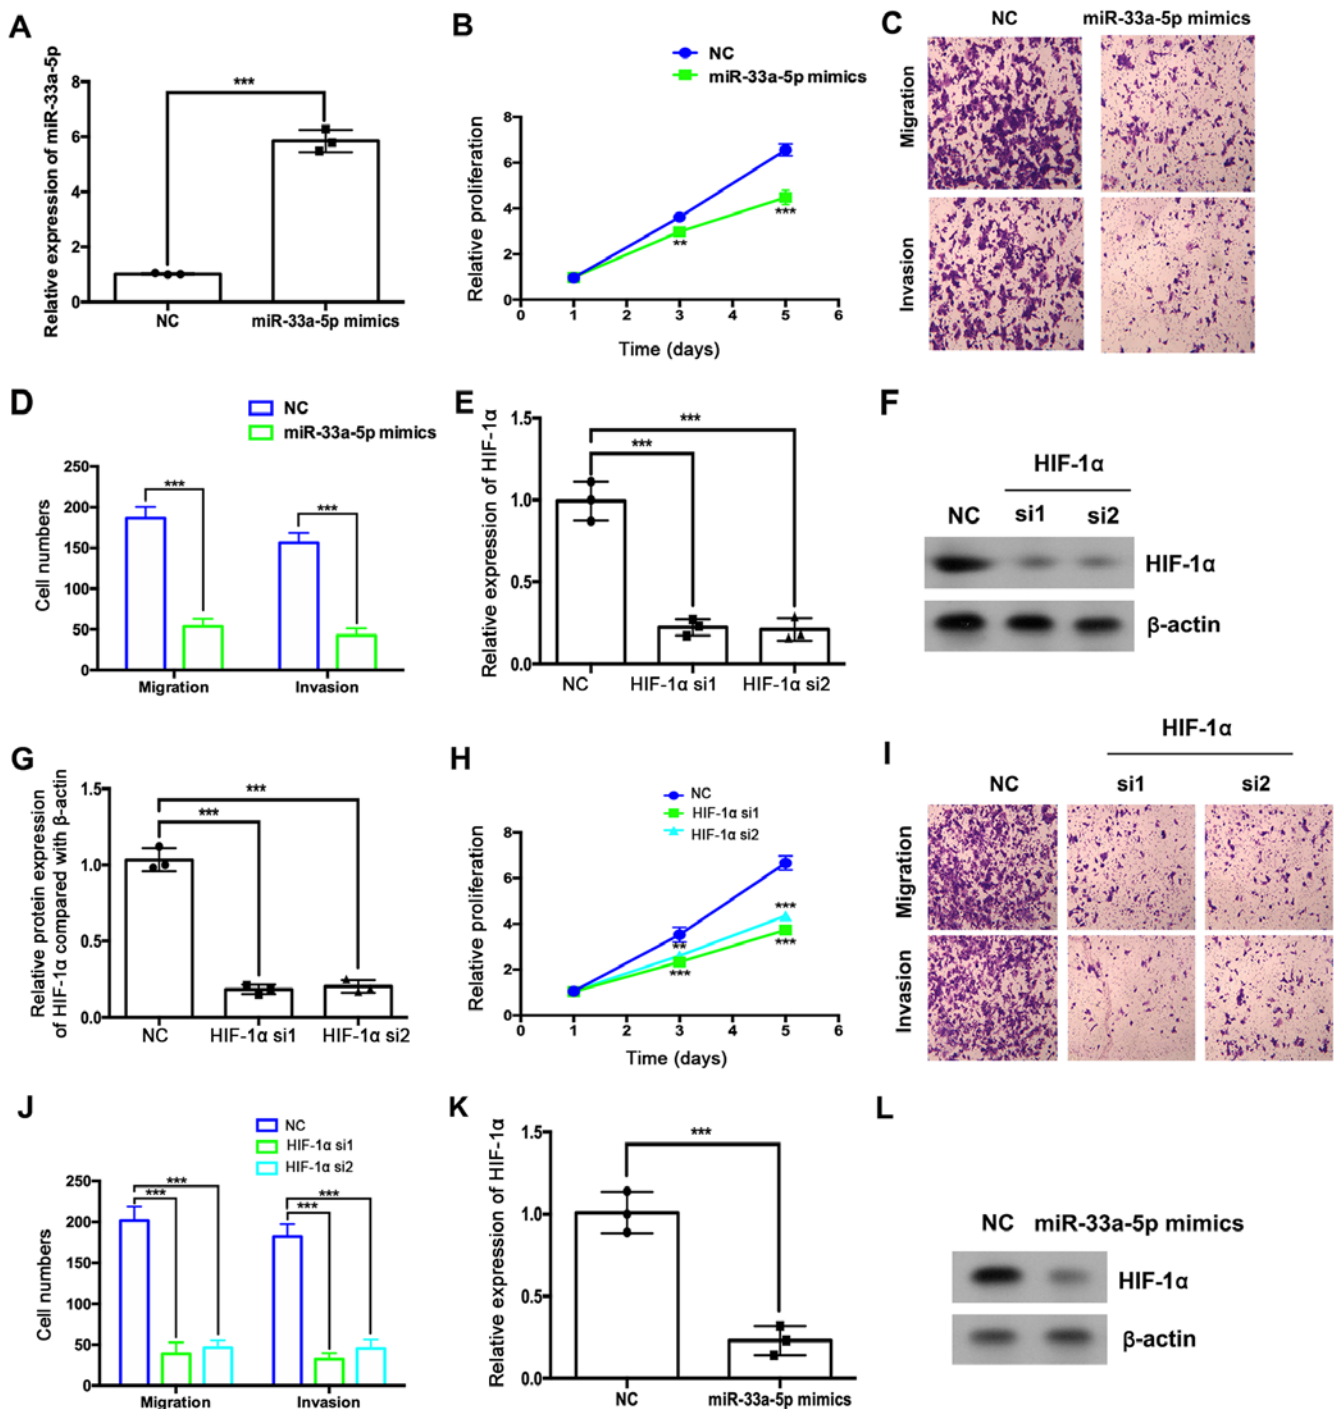 A
Relative expression of miR-33a-5p
8
6
4
2
0
***
NC
miR-33a-5p mimics
B
NC
miR-33a-5p mimics
Relative proliferation
8
6
4
2
0
**
***
0 1 2 3 4 5 6
Time (days)
C
NC
miR-33a-5p mimics
Migration
Invasion
D
NC
miR-33a-5p mimics
Cell numbers
250
200
150
100
50
0
***
***
Migration
Invasion
E
Relative expression of HIF-1α
1.5
1.0
0.5
0.0
***
***
NC
HIF-1α si1
HIF-1α si2
F
HIF-1α
NC
si1
si2
HIF-1α
β-actin
G
Relative protein expression
of HIF-1α compared with β-actin
1.5
1.0
0.5
0.0
***
***
NC
HIF-1α si1
HIF-1α si2
H
NC
HIF-1α si1
HIF-1α si2
Relative proliferation
8
6
4
2
0
**
***
***
***
0 1 2 3 4 5 6
Time (days)
I
HIF-1α
NC
si1
si2
Migration
Invasion
J
NC
HIF-1α si1
HIF-1α si2
Cell numbers
250
200
150
100
50
0
***
***
***
***
Migration
Invasion
K
Relative expression of HIF-1α
1.5
1.0
0.5
0.0
***
NC
miR-33a-5p mimics
L
NC
miR-33a-5p mimics
HIF-1α
β-actin